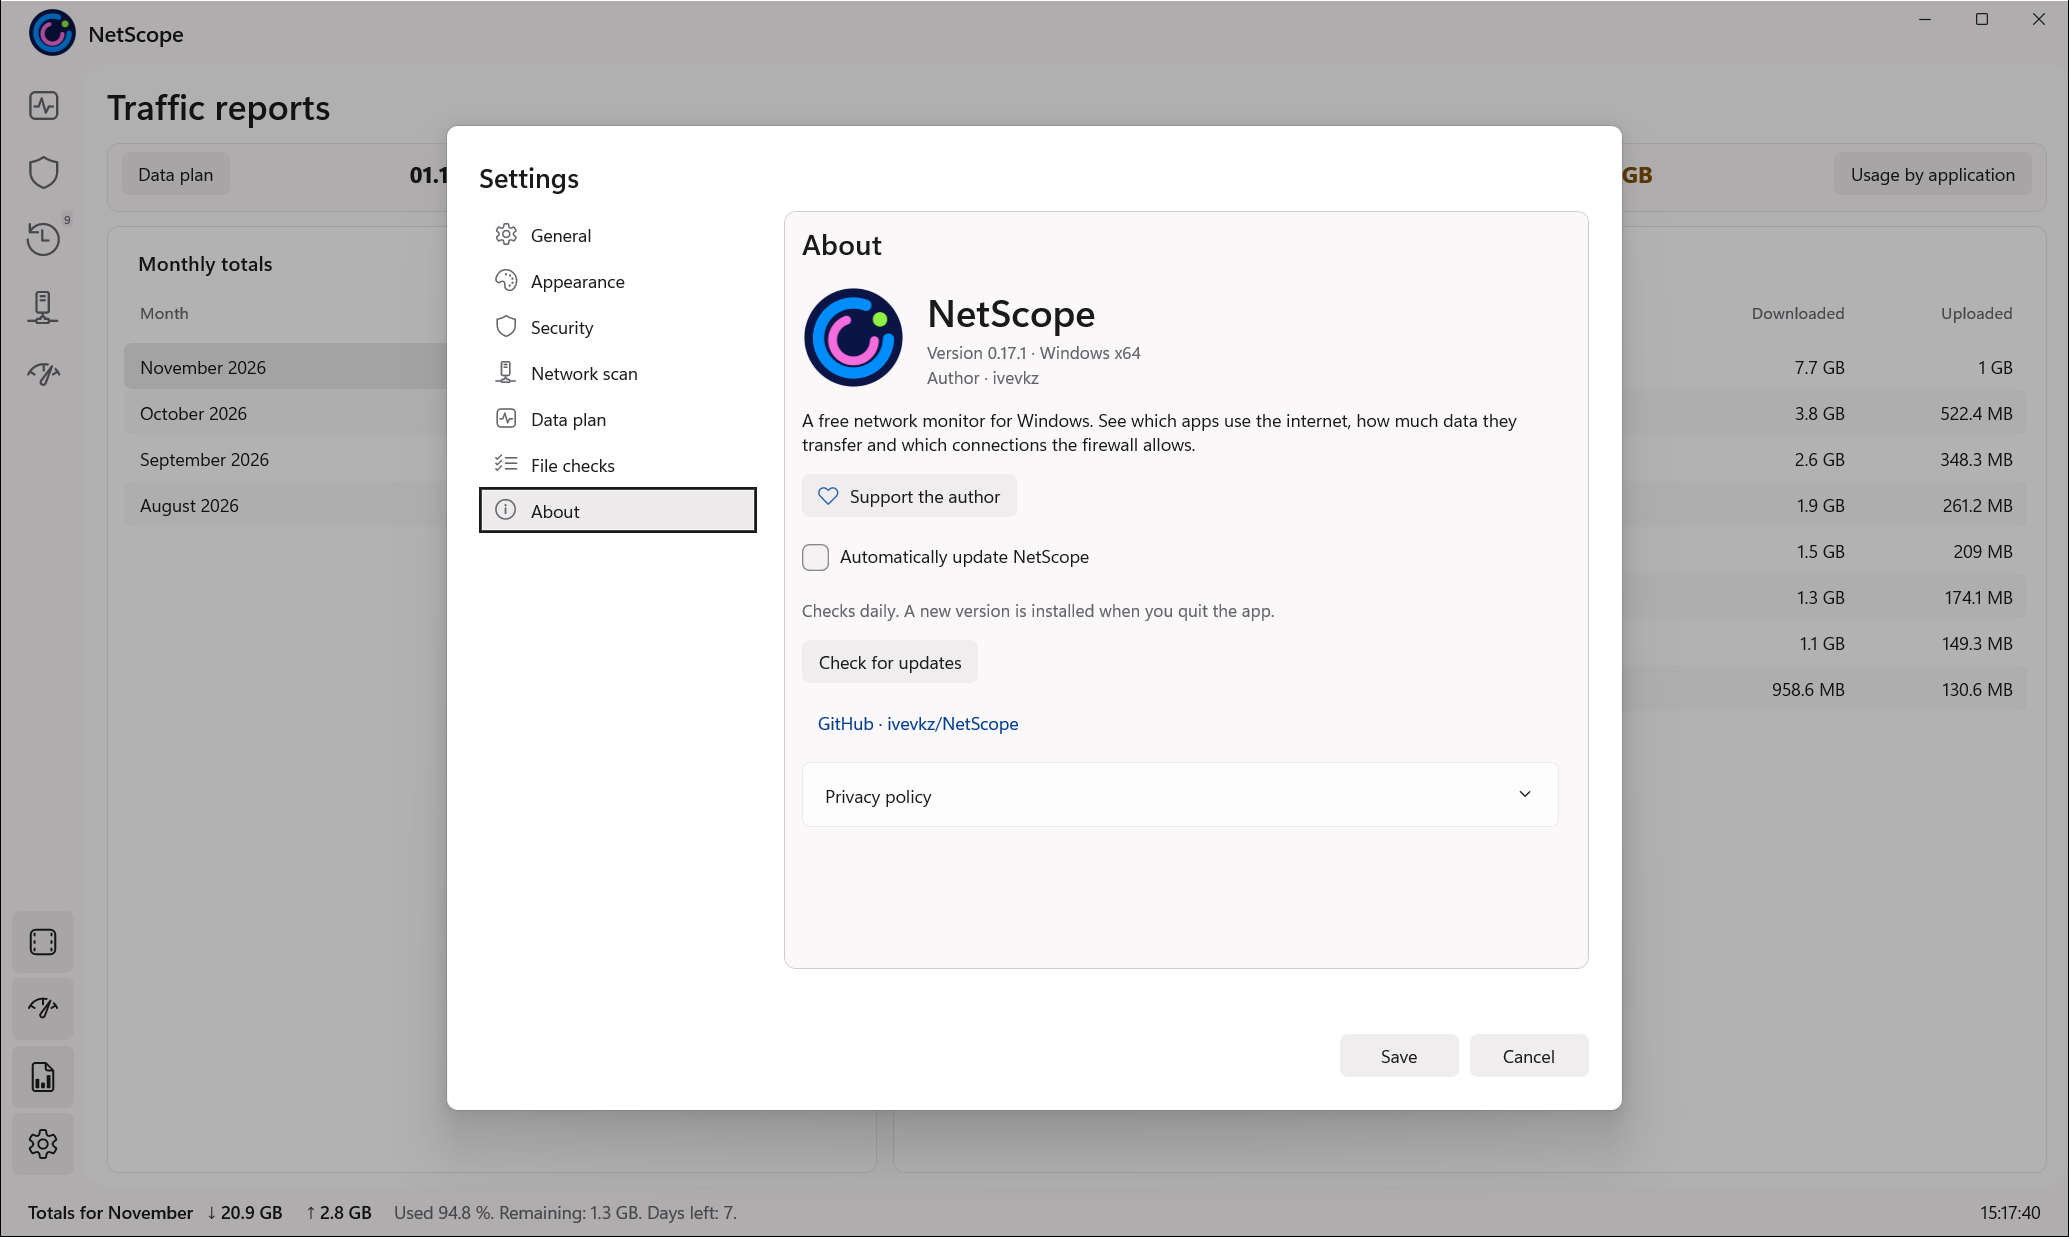 NetScope
Traffic reports
Data plan
01.1
GB
Usage by application
9
Monthly totals
Month
November 2026
October 2026
September 2026
August 2026
Downloaded Uploaded
7.7 GB 1 GB
3.8 GB 522.4 MB
2.6 GB 348.3 MB
1.9 GB 261.2 MB
1.5 GB 209 MB
1.3 GB 174.1 MB
1.1 GB 149.3 MB
958.6 MB 130.6 MB
Settings
General
Appearance
Security
Network scan
Data plan
File checks
About
About
NetScope
Version 0.17.1 · Windows x64
Author · ivevkz
A free network monitor for Windows. See which apps use the internet, how much data they
transfer and which connections the firewall allows.
Support the author
Automatically update NetScope
Checks daily. A new version is installed when you quit the app.
Check for updates
GitHub · ivevkz/NetScope
Privacy policy
Save
Cancel
Totals for November ↓ 20.9 GB ↑ 2.8 GB Used 94.8 %. Remaining: 1.3 GB. Days left: 7.
15:17:40